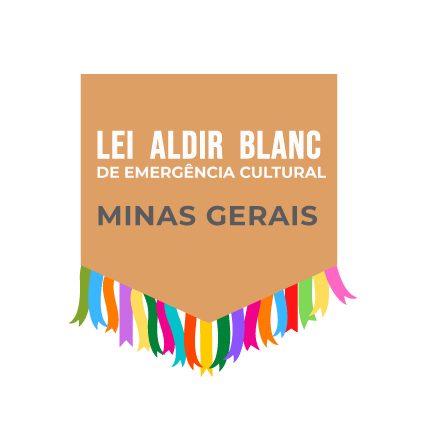 LEI ALDIR BLANC
DE EMERGÊNCIA CULTURAL
MINAS GERAIS